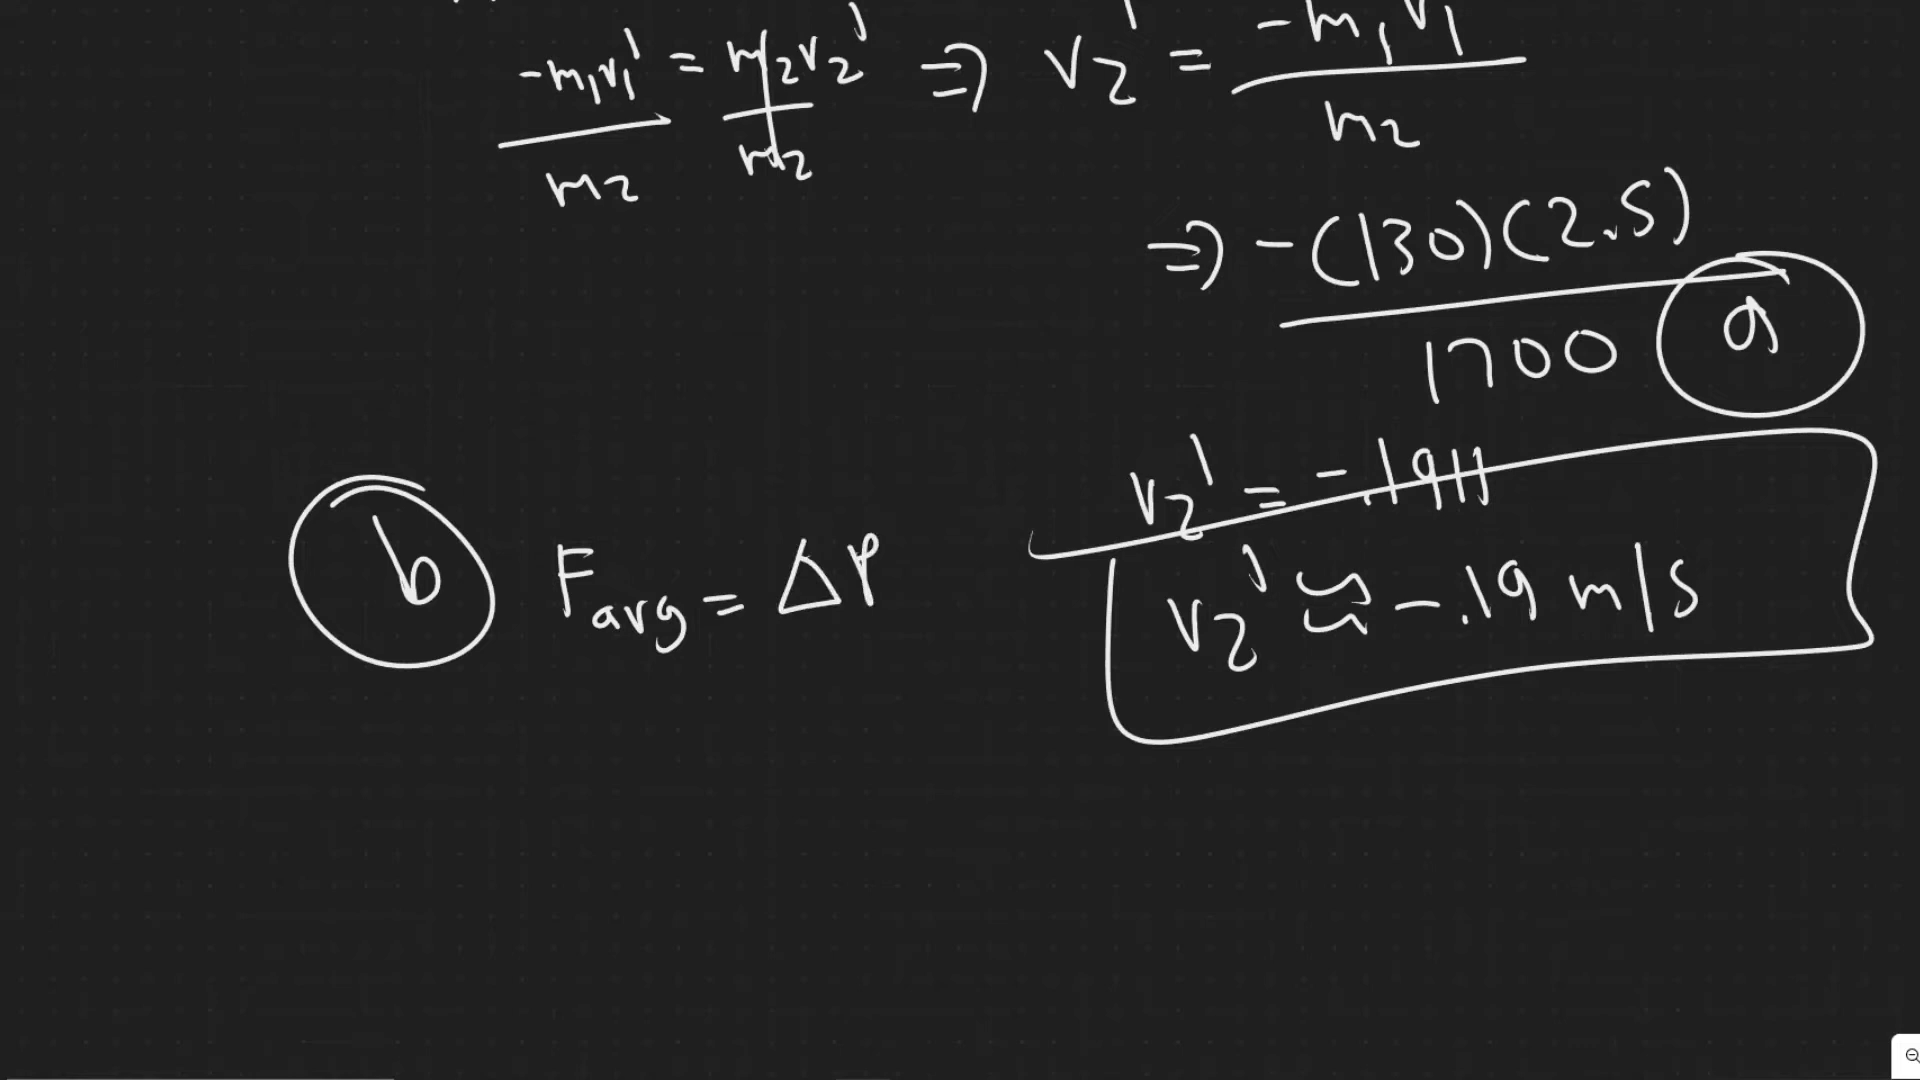 -m₁v₁' / m₂ = m₂v₂' / m₂ ⇒ v₂' = -m₁v₁' / m₂
⇒ -(130)(2.5) / 1700
a
v₂' = -.1911
b F_avg = ΔP
v₂' ≈ -.19 m/s